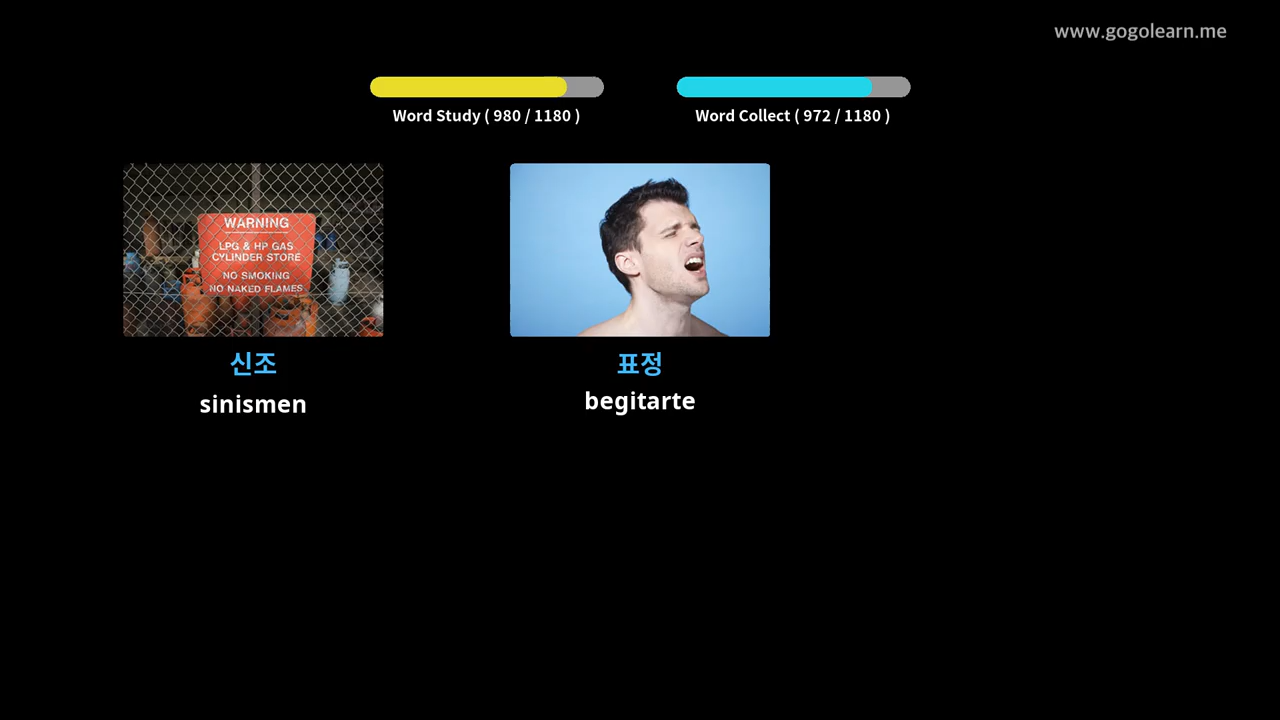 www.gogolearn.me
Word Study ( 980 / 1180 )
Word Collect ( 972 / 1180 )
WARNING
LPG & HP GAS
CYLINDER STORE
NO SMOKING
NO NAKED FLAMES
신조
sinismen
표정
begitarte